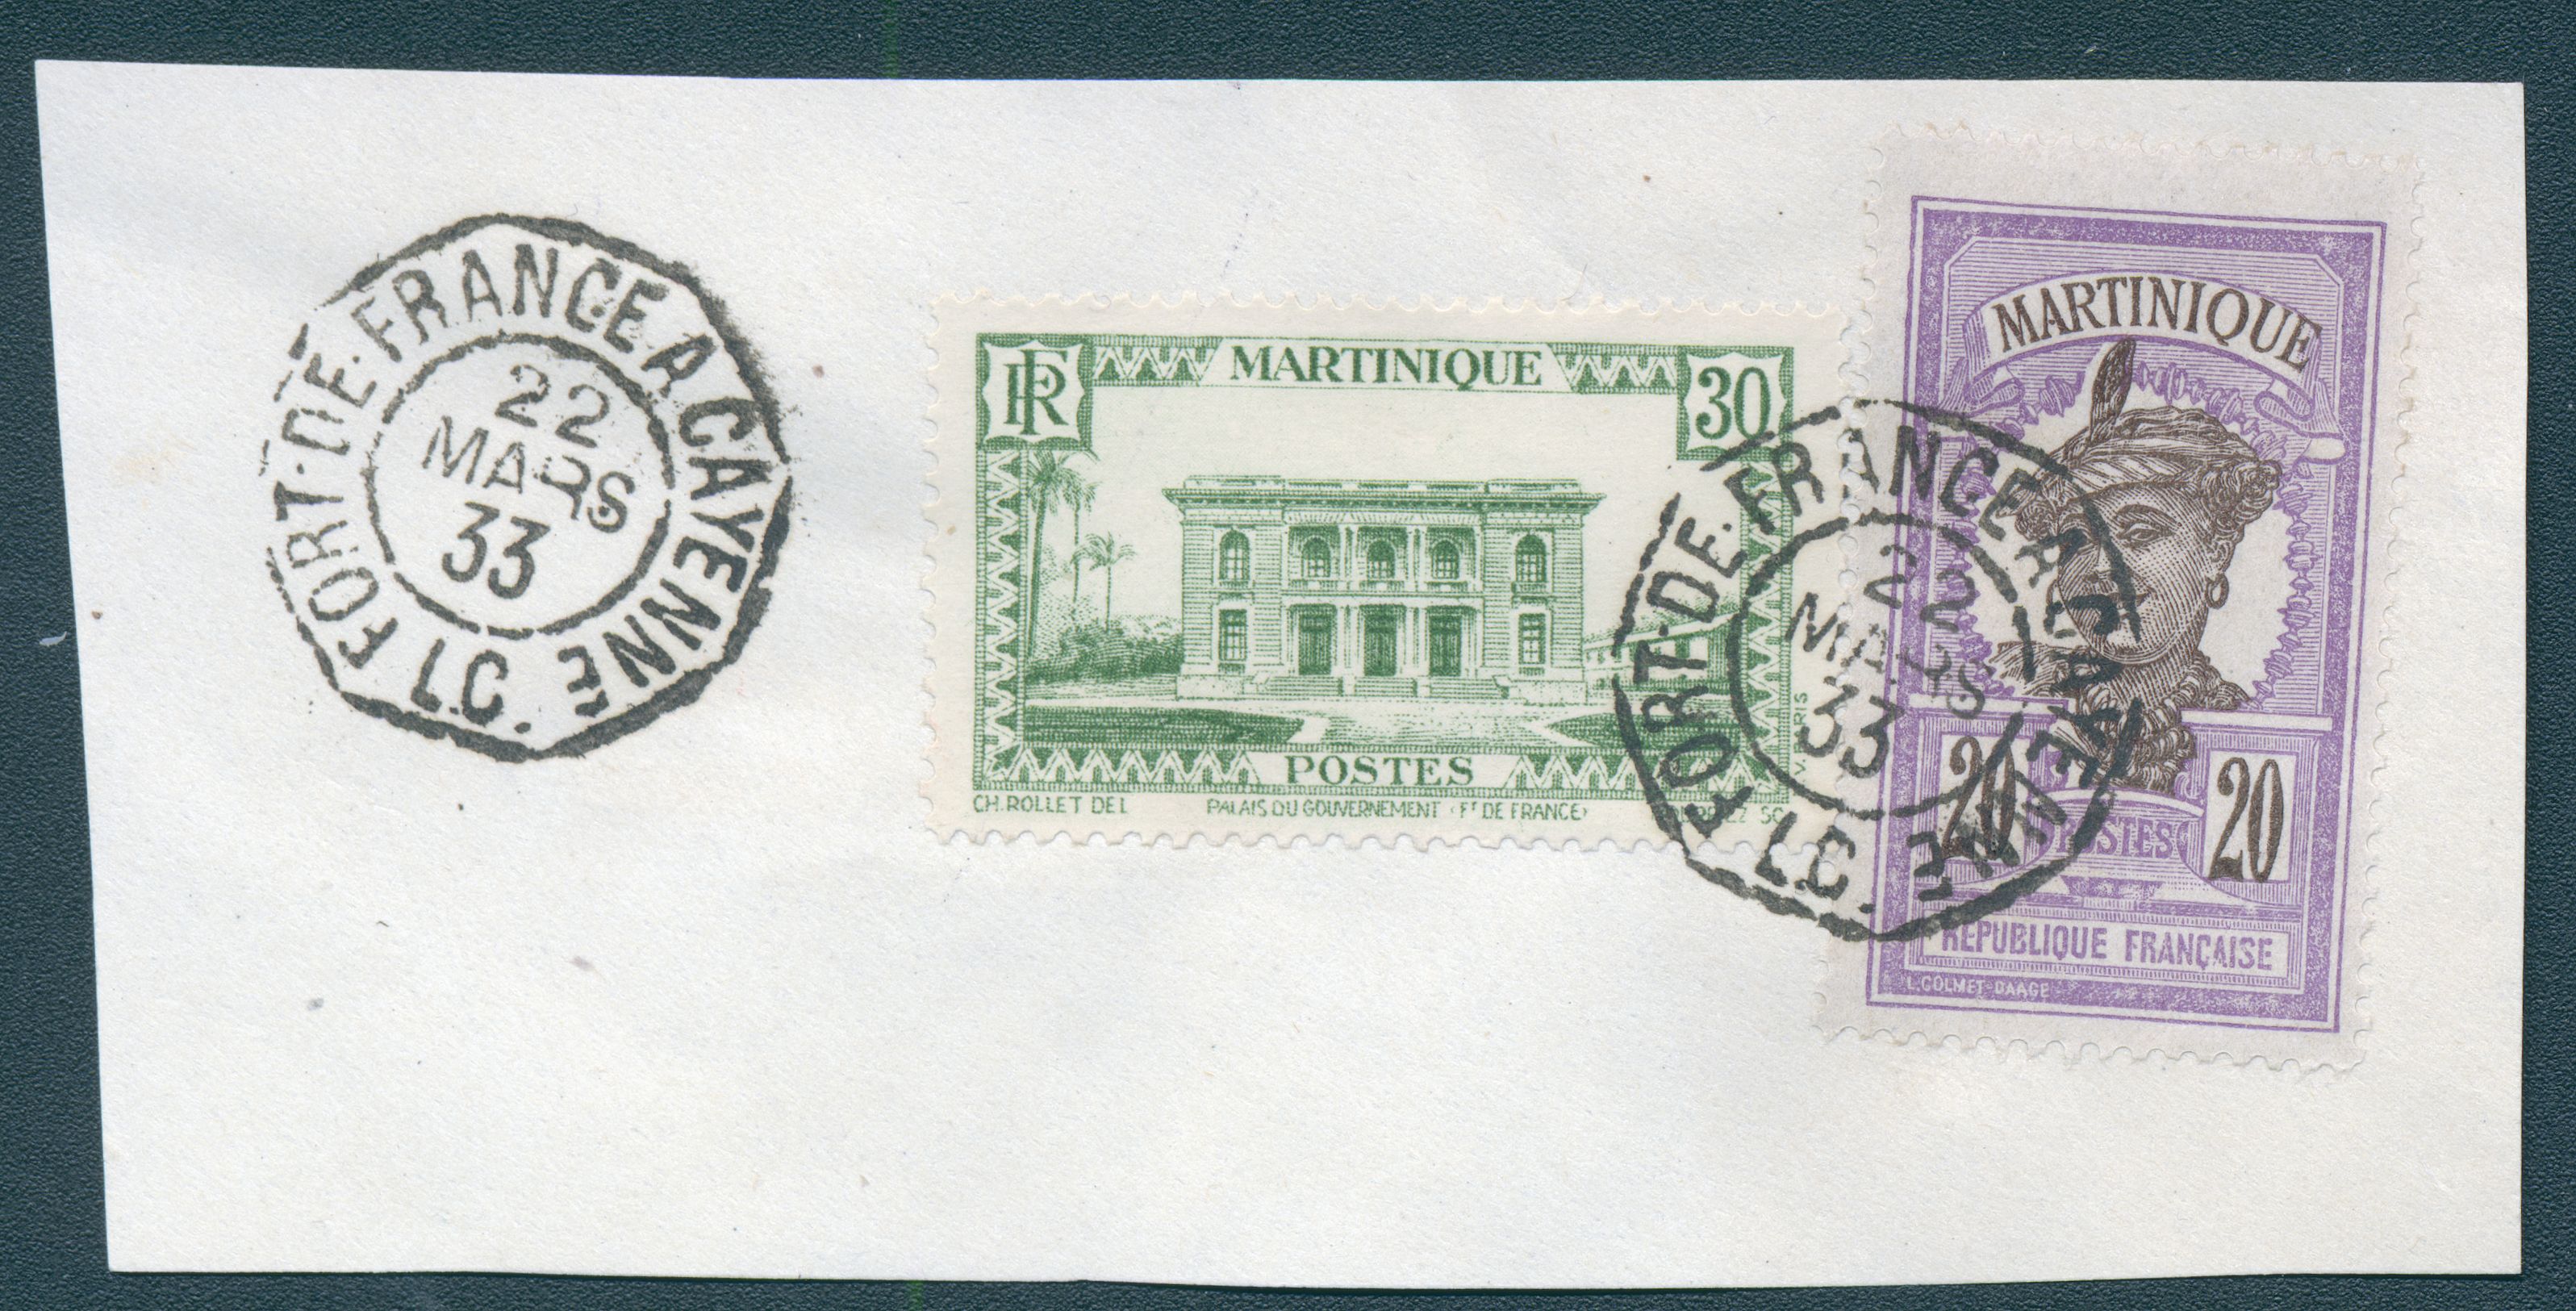 FORT-DE-FRANCE A CAYENNE
22
MARS
33
L.C.
RF
MARTINIQUE
30
POSTES
CH. ROLLET DEL
PALAIS DU GOUVERNEMENT (FT DE FRANCE)
MARTINIQUE
20
20
POSTES
REPUBLIQUE FRANÇAISE
L. COLMET-DAAGE
FORT-DE-FRANCE A CAYENNE
22
MARS
33
L.C.